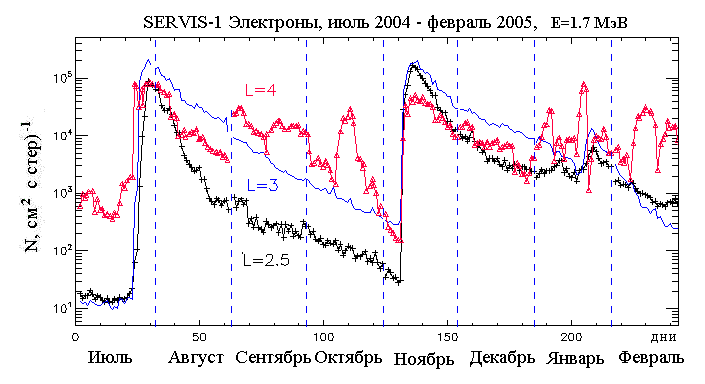 SERVIS-1 Электроны, июль 2004 - февраль 2005, E=1.7 МэВ
N, см² с стер)⁻¹
10⁵
10⁴
10³
10²
10¹
L=4
L=3
L=2.5
0 50 100 150 200 дни
Июль Август Сентябрь Октябрь Ноябрь Декабрь Январь Февраль